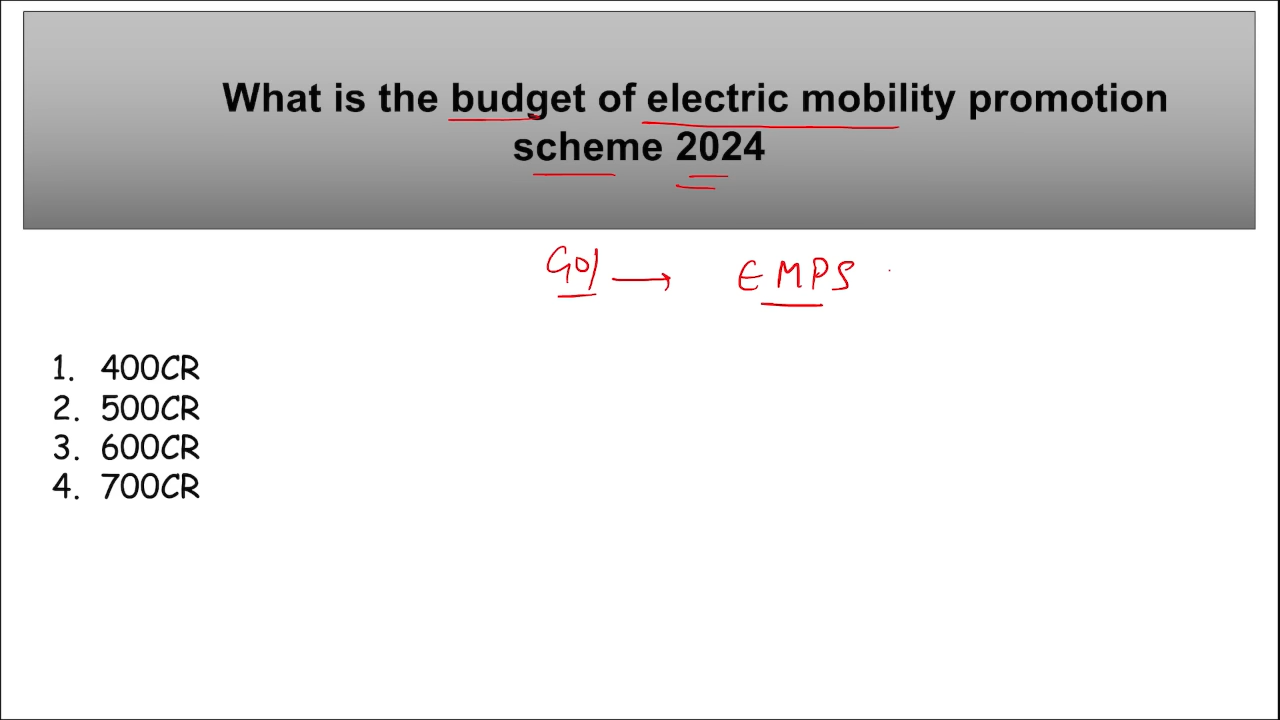 What is the budget of electric mobility promotion
scheme 2024
GOI → EMPS
1. 400CR
2. 500CR
3. 600CR
4. 700CR